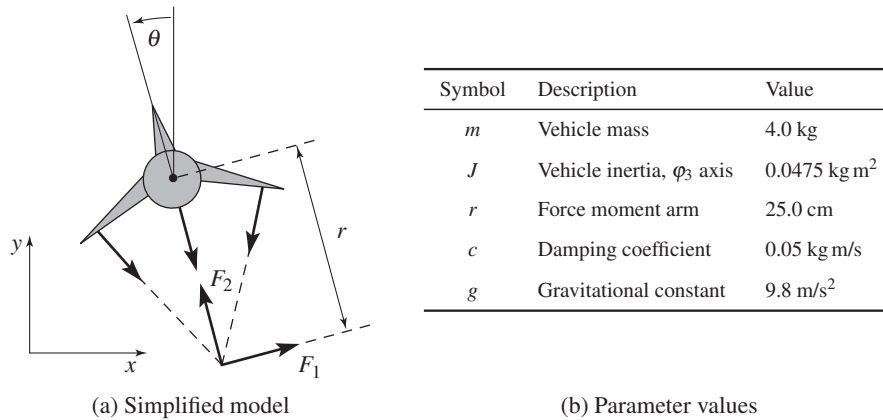 θ
r
y
F₂
x
F₁
(a) Simplified model
Symbol Description Value
m Vehicle mass 4.0 kg
J Vehicle inertia, φ₃ axis 0.0475 kg m²
r Force moment arm 25.0 cm
c Damping coefficient 0.05 kg m/s
g Gravitational constant 9.8 m/s²
(b) Parameter values